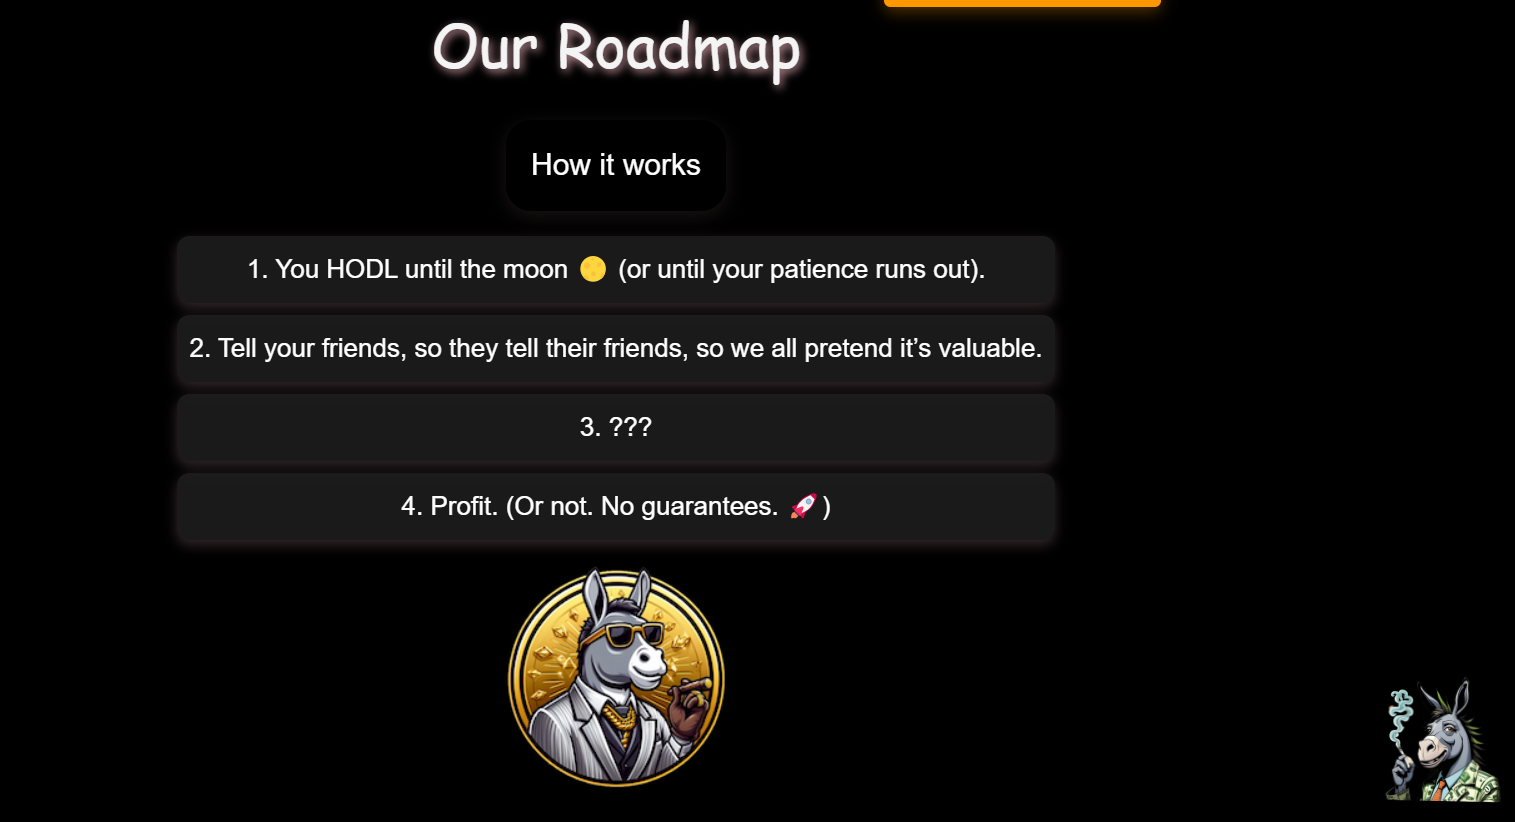 Our Roadmap
How it works
1. You HODL until the moon 🌕 (or until your patience runs out).
2. Tell your friends, so they tell their friends, so we all pretend it’s valuable.
3. ???
4. Profit. (Or not. No guarantees. 🚀)